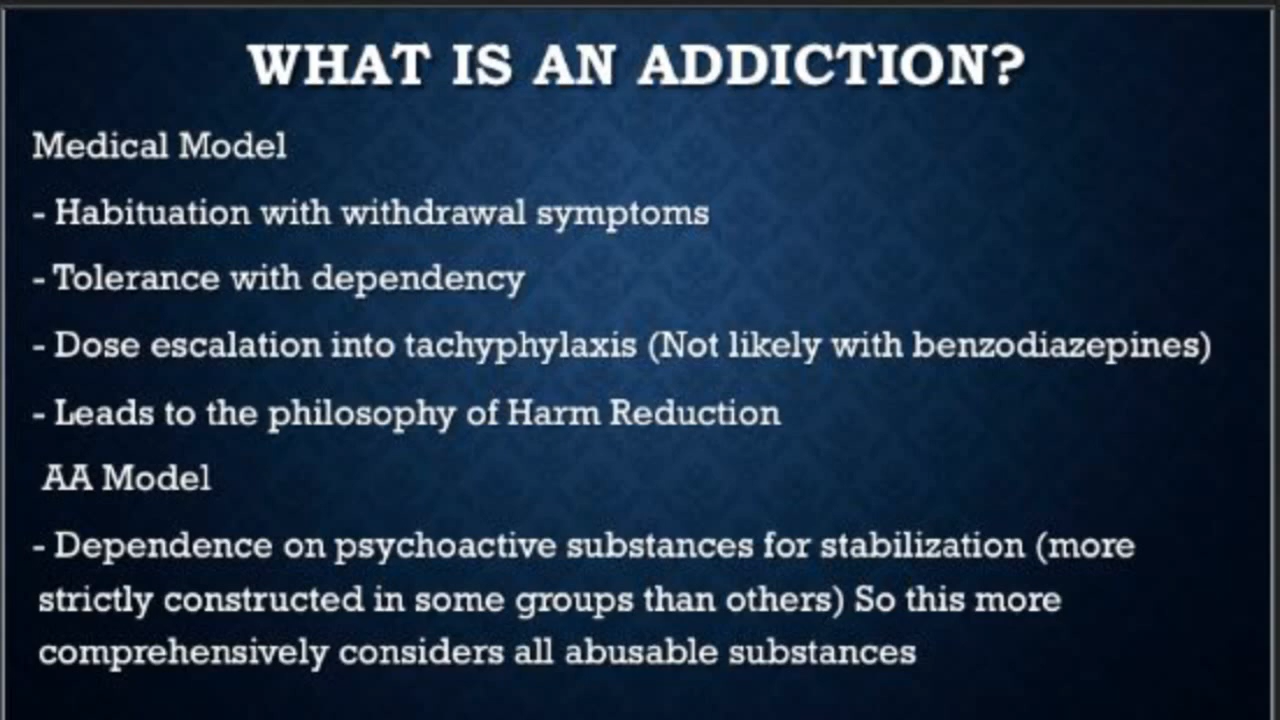 WHAT IS AN ADDICTION?
Medical Model
- Habituation with withdrawal symptoms
- Tolerance with dependency
- Dose escalation into tachyphylaxis (Not likely with benzodiazepines)
- Leads to the philosophy of Harm Reduction
AA Model
- Dependence on psychoactive substances for stabilization (more
strictly constructed in some groups than others) So this more
comprehensively considers all abusable substances